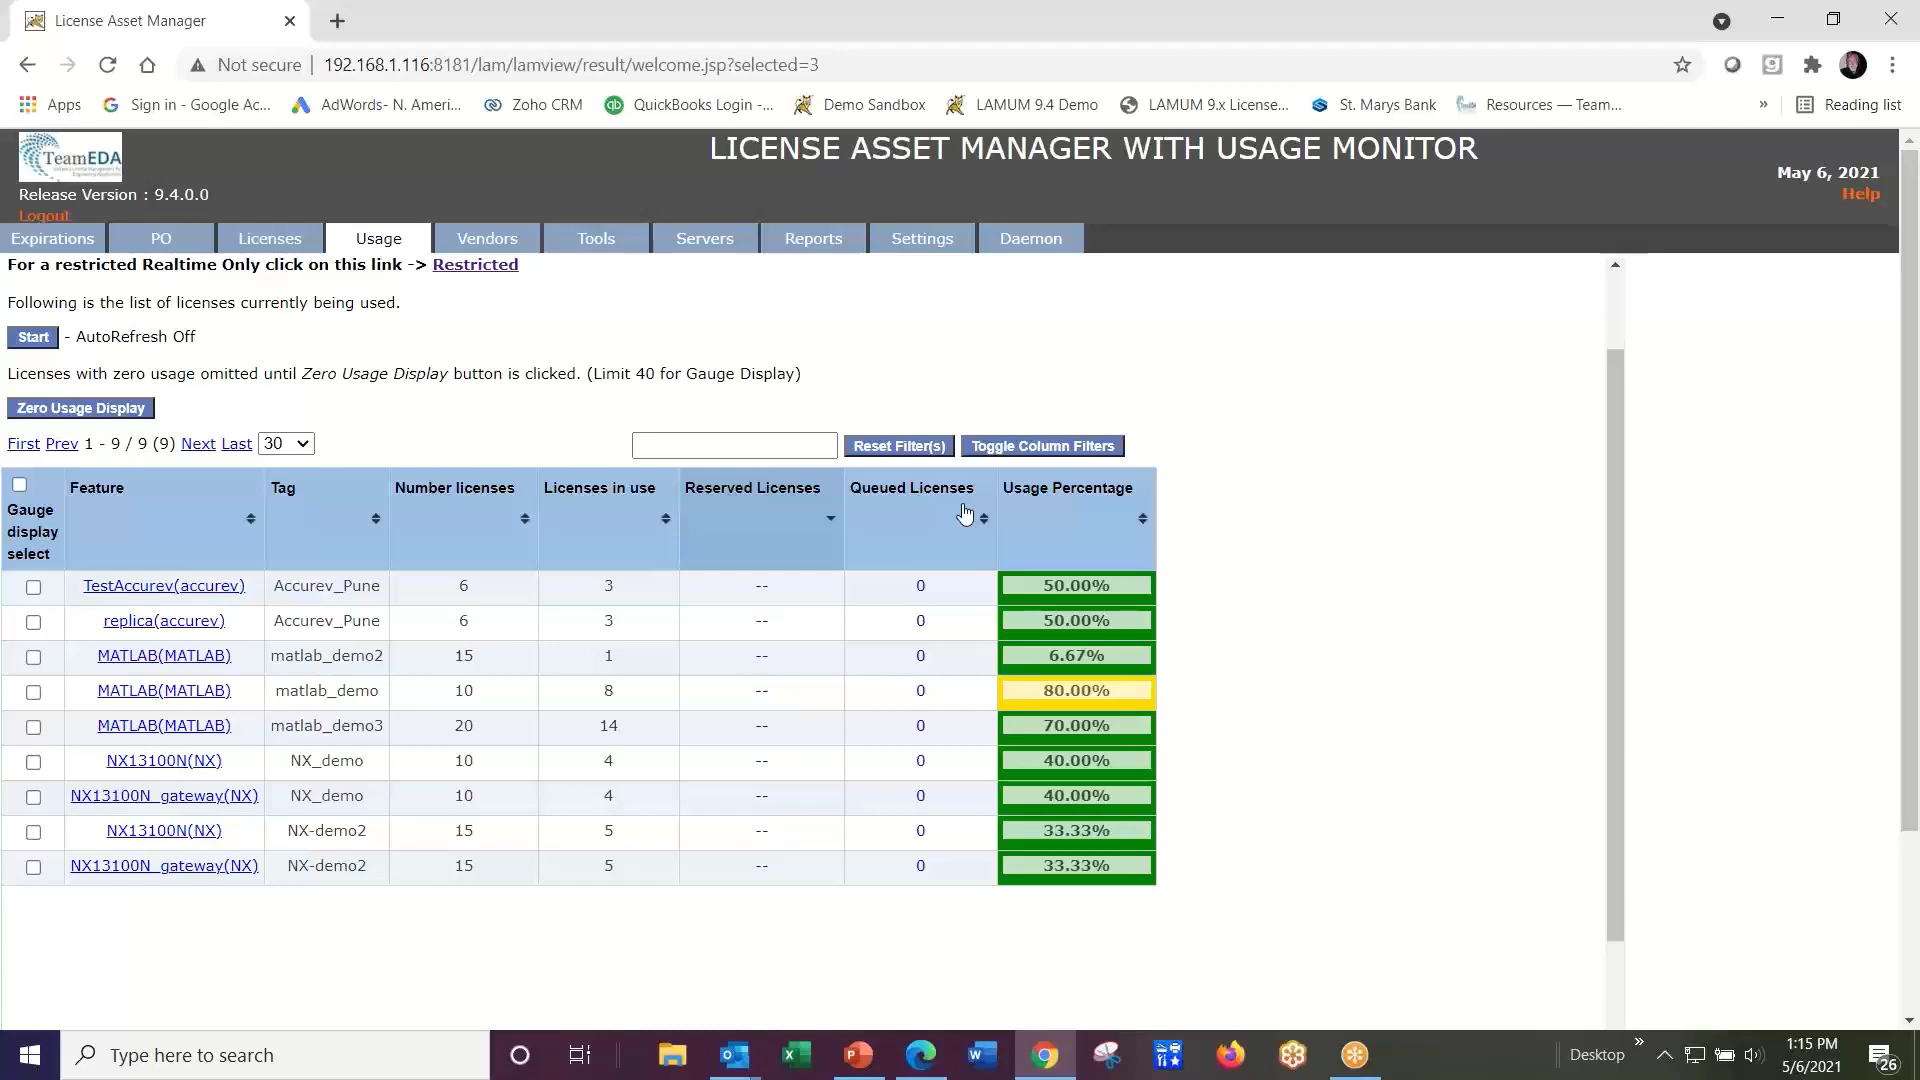 License Asset Manager
Not secure | 192.168.1.116:8181/lam/lamview/result/welcome.jsp?selected=3
Apps Sign in - Google Ac... AdWords- N. Ameri... Zoho CRM QuickBooks Login -... Demo Sandbox LAMUM 9.4 Demo LAMUM 9.x License... St. Marys Bank Resources — Team... » Reading list
TeamEDA
LICENSE ASSET MANAGER WITH USAGE MONITOR
May 6, 2021
Release Version : 9.4.0.0
Help
Logout
Expirations PO Licenses Usage Vendors Tools Servers Reports Settings Daemon
For a restricted Realtime Only click on this link -> Restricted
Following is the list of licenses currently being used.
Start - AutoRefresh Off
Licenses with zero usage omitted until Zero Usage Display button is clicked. (Limit 40 for Gauge Display)
Zero Usage Display
First Prev 1 - 9 / 9 (9) Next Last 30 Reset Filter(s) Toggle Column Filters
Gauge display select Feature Tag Number licenses Licenses in use Reserved Licenses Queued Licenses Usage Percentage
TestAccurev(accurev) Accurev_Pune 6 3 -- 0 50.00%
replica(accurev) Accurev_Pune 6 3 -- 0 50.00%
MATLAB(MATLAB) matlab_demo2 15 1 -- 0 6.67%
MATLAB(MATLAB) matlab_demo 10 8 -- 0 80.00%
MATLAB(MATLAB) matlab_demo3 20 14 -- 0 70.00%
NX13100N(NX) NX_demo 10 4 -- 0 40.00%
NX13100N_gateway(NX) NX_demo 10 4 -- 0 40.00%
NX13100N(NX) NX-demo2 15 5 -- 0 33.33%
NX13100N_gateway(NX) NX-demo2 15 5 -- 0 33.33%
Type here to search
Desktop »
1:15 PM
5/6/2021
26